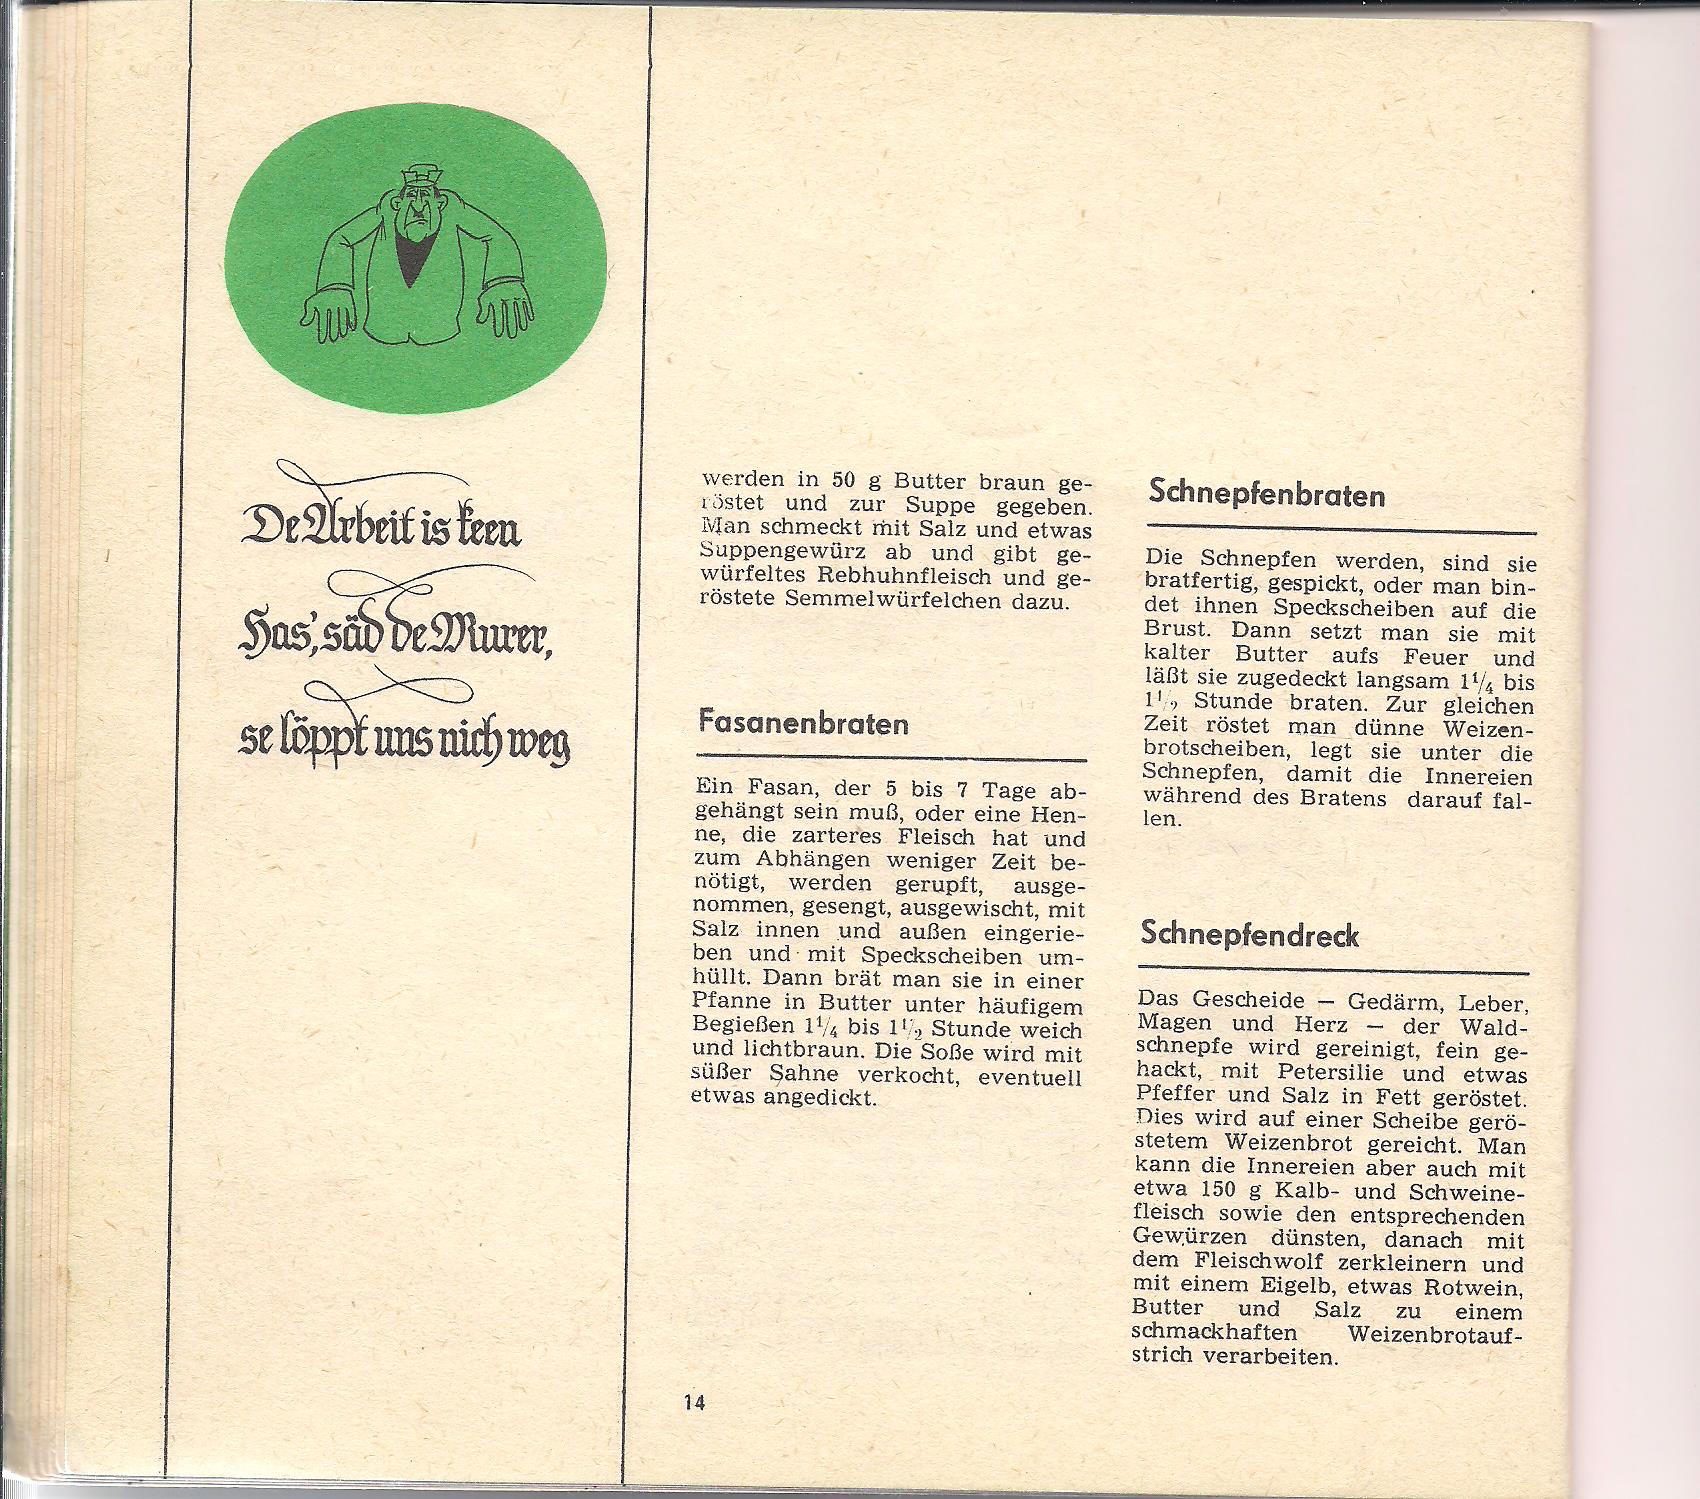 De Arbeit is keen
Has', säd de Murer,
se löppt uns nich weg
werden in 50 g Butter braun ge-
röstet und zur Suppe gegeben.
Man schmeckt mit Salz und etwas
Suppengewürz ab und gibt ge-
würfeltes Rebhuhnfleisch und ge-
röstete Semmelwürfelchen dazu.
Fasanenbraten
Ein Fasan, der 5 bis 7 Tage ab-
gehängt sein muß, oder eine Hen-
ne, die zarteres Fleisch hat und
zum Abhängen weniger Zeit be-
nötigt, werden gerupft, ausge-
nommen, gesengt, ausgewischt, mit
Salz innen und außen eingerie-
ben und mit Speckscheiben um-
hüllt. Dann brät man sie in einer
Pfanne in Butter unter häufigem
Begießen 1¼ bis 1½ Stunde weich
und lichtbraun. Die Soße wird mit
süßer Sahne verkocht, eventuell
etwas angedickt.
Schnepfenbraten
Die Schnepfen werden, sind sie
bratfertig, gespickt, oder man bin-
det ihnen Speckscheiben auf die
Brust. Dann setzt man sie mit
kalter Butter aufs Feuer und
läßt sie zugedeckt langsam 1¼ bis
1½ Stunde braten. Zur gleichen
Zeit röstet man dünne Weizen-
brotscheiben, legt sie unter die
Schnepfen, damit die Innereien
während des Bratens darauf fal-
len.
Schnepfendreck
Das Gescheide — Gedärm, Leber,
Magen und Herz — der Wald-
schnepfe wird gereinigt, fein ge-
hackt, mit Petersilie und etwas
Pfeffer und Salz in Fett geröstet.
Dies wird auf einer Scheibe gerö-
stetem Weizenbrot gereicht. Man
kann die Innereien aber auch mit
etwa 150 g Kalb- und Schweine-
fleisch sowie den entsprechenden
Gewürzen dünsten, danach mit
dem Fleischwolf zerkleinern und
mit einem Eigelb, etwas Rotwein,
Butter und Salz zu einem
schmackhaften Weizenbrotauf-
strich verarbeiten.
14